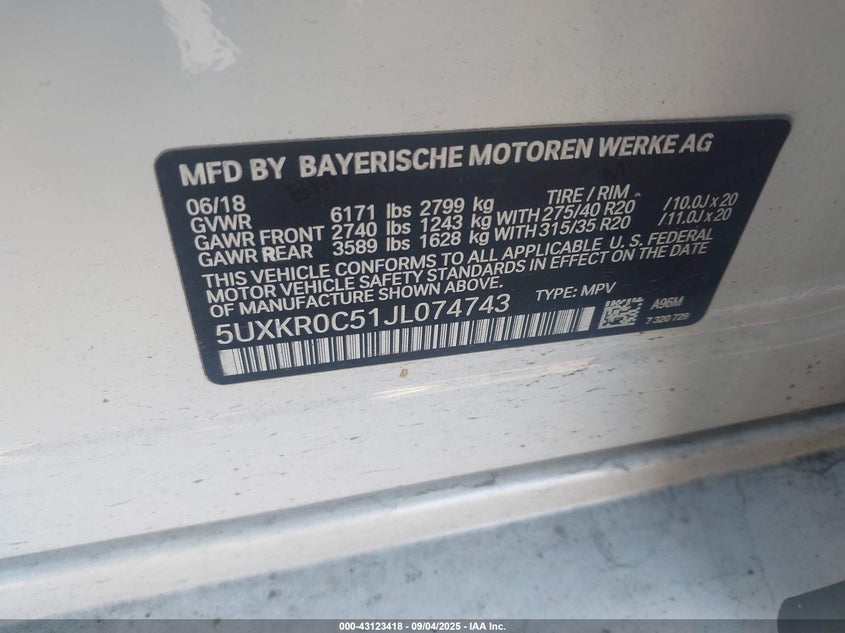 MFD BY BAYERISCHE MOTOREN WERKE AG
06/18 TIRE / RIM
GVWR 6171 lbs 2799 kg
GAWR FRONT 2740 lbs 1243 kg WITH 275/40 R20 /10.0J x 20
GAWR REAR 3589 lbs 1628 kg WITH 315/35 R20 /11.0J x 20
THIS VEHICLE CONFORMS TO ALL APPLICABLE U. S. FEDERAL
MOTOR VEHICLE SAFETY STANDARDS IN EFFECT ON THE DATE
OF MANUFACTURE SHOWN ABOVE.
5UXKR0C51JL074743 TYPE: MPV A96M
7 320 729
000-43123418 - 09/04/2025 - IAA Inc.